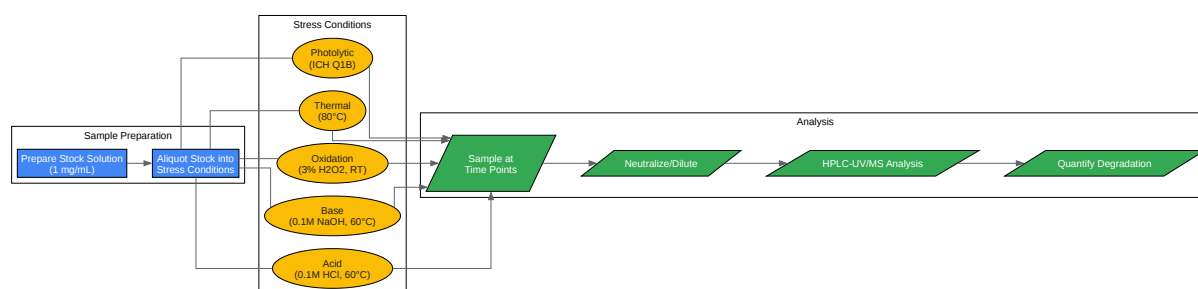 Stress Conditions
Photolytic
(ICH Q1B)
Thermal
(80°C)
Analysis
Sample Preparation
Prepare Stock Solution
(1 mg/mL)
Aliquot Stock into
Stress Conditions
Oxidation
(3% H2O2, RT)
Sample at
Time Points
Neutralize/Dilute
HPLC-UV/MS Analysis
Quantify Degradation
Base
(0.1M NaOH, 60°C)
Acid
(0.1M HCl, 60°C)